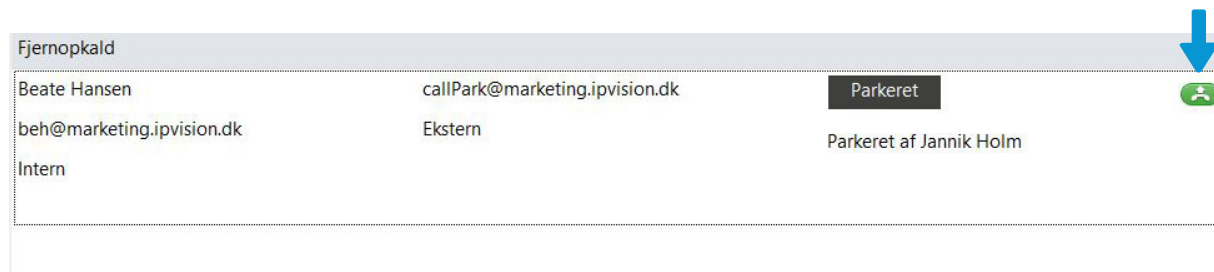 Fjernopkald
Beate Hansen
callPark@marketing.ipvision.dk
Parkeret
beh@marketing.ipvision.dk
Ekstern
Parkeret af Jannik Holm
Intern